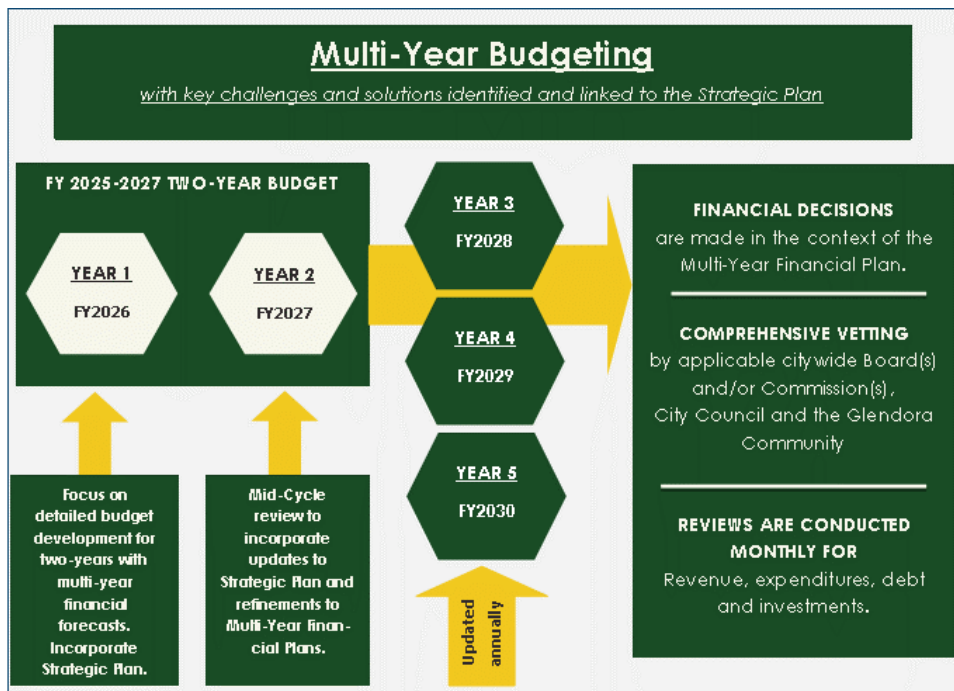 Multi-Year Budgeting
with key challenges and solutions identified and linked to the Strategic Plan
FY 2025-2027 TWO-YEAR BUDGET
YEAR 1
FY2026
YEAR 2
FY2027
Focus on
detailed budget
development for
two-years with
multi-year
financial
forecasts.
Incorporate
Strategic Plan.
Mid-Cycle
review to
incorporate
updates to
Strategic Plan and
refinements to
Multi-Year Finan-
cial Plans.
YEAR 3
FY2028
YEAR 4
FY2029
YEAR 5
FY2030
Updated
annually
FINANCIAL DECISIONS
are made in the context of the
Multi-Year Financial Plan.
COMPREHENSIVE VETTING
by applicable citywide Board(s)
and/or Commission(s),
City Council and the Glendora
Community
REVIEWS ARE CONDUCTED
MONTHLY FOR
Revenue, expenditures, debt
and investments.